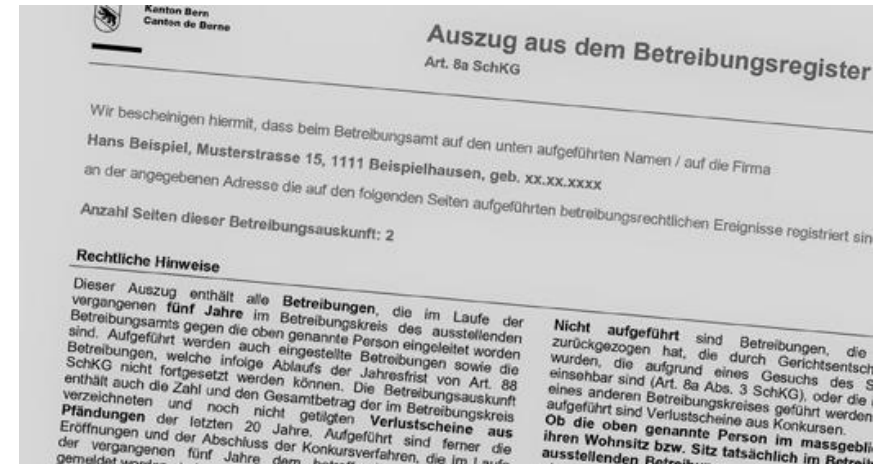 Kanton Bern
Canton de Berne
Auszug aus dem Betreibungsregister
Art. 8a SchKG
Wir bescheinigen hiermit, dass beim Betreibungsamt auf den unten aufgeführten Namen / auf die Firma
Hans Beispiel, Musterstrasse 15, 1111 Beispielhausen, geb. xx.xx.xxxx
an der angegebenen Adresse die auf den folgenden Seiten aufgeführten betreibungsrechtlichen Ereignisse registriert sin
Anzahl Seiten dieser Betreibungsauskunft: 2
Rechtliche Hinweise
Dieser Auszug enthält alle Betreibungen, die im Laufe der
vergangenen fünf Jahre im Betreibungskreis des ausstellenden
Betreibungsamts gegen die oben genannte Person eingeleitet worden
sind. Aufgeführt werden auch eingestellte Betreibungen sowie die
Betreibungen, welche infolge Ablaufs der Jahresfrist von Art. 88
SchKG nicht fortgesetzt werden können. Die Betreibungsauskunft
enthält auch die Zahl und den Gesamtbetrag der im Betreibungskreis
verzeichneten und noch nicht getilgten Verlustscheine aus
Pfändungen der letzten 20 Jahre. Aufgeführt sind ferner die
Eröffnungen und der Abschluss der Konkursverfahren, die im Laufe
der vergangenen fünf Jahre dem
gemeldet worden
Nicht aufgeführt sind Betreibungen, die
zurückgezogen hat, die durch Gerichtsentsch
wurden, die aufgrund eines Gesuchs des S
einsehbar sind (Art. 8a Abs. 3 SchKG), oder die
eines anderen Betreibungskreises geführt werden
aufgeführt sind Verlustscheine aus Konkursen.
Ob die oben genannte Person im massgebli
ihren Wohnsitz bzw. Sitz tatsächlich im Betreib
ausstellenden